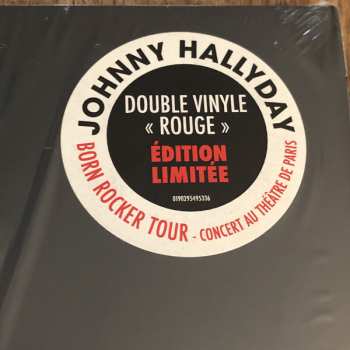 JOHNNY HALLYDAY
DOUBLE VINYLE
« ROUGE »
ÉDITION
LIMITÉE
0190295495336
BORN ROCKER TOUR - CONCERT AU THÉÂTRE DE PARIS